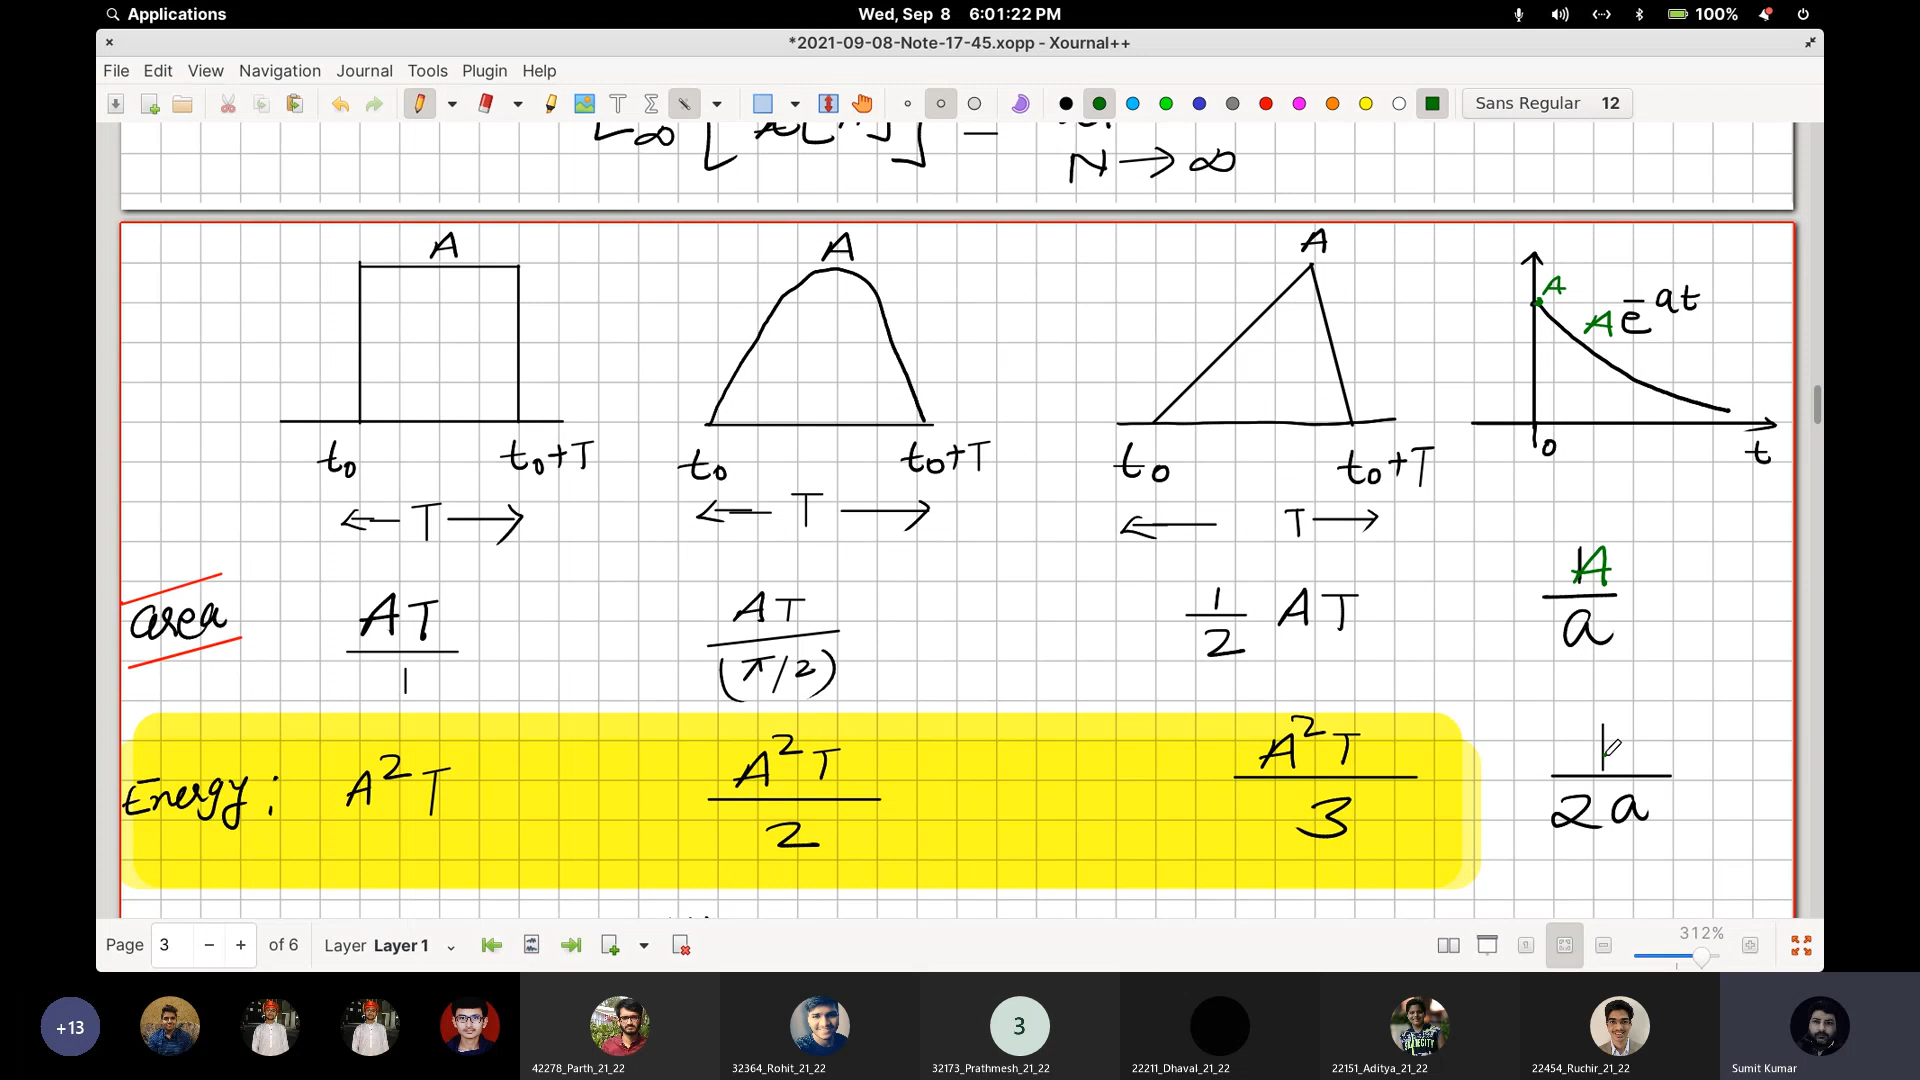 Applications
Wed, Sep 8 6:01:22 PM
100%
*2021-09-08-Note-17-45.xopp - Xournal++
File Edit View Navigation Journal Tools Plugin Help
Sans Regular 12
N → ∞
A A A A
A e^-at
t₀ t₀+T t₀ t₀+T t₀ t₀+T 0 t
← T → ← T → ← T →
area AT/1 AT/(π/2) 1/2 AT A/a
Energy: A²T A²T/2 A²T/3 1/2a
Page 3 - + of 6 Layer Layer 1
312%
+13
3
42278_Parth_21_22 32364_Rohit_21_22 32173_Prathmesh_21_22 22211_Dhaval_21_22 22151_Aditya_21_22 22454_Ruchir_21_22 Sumit Kumar